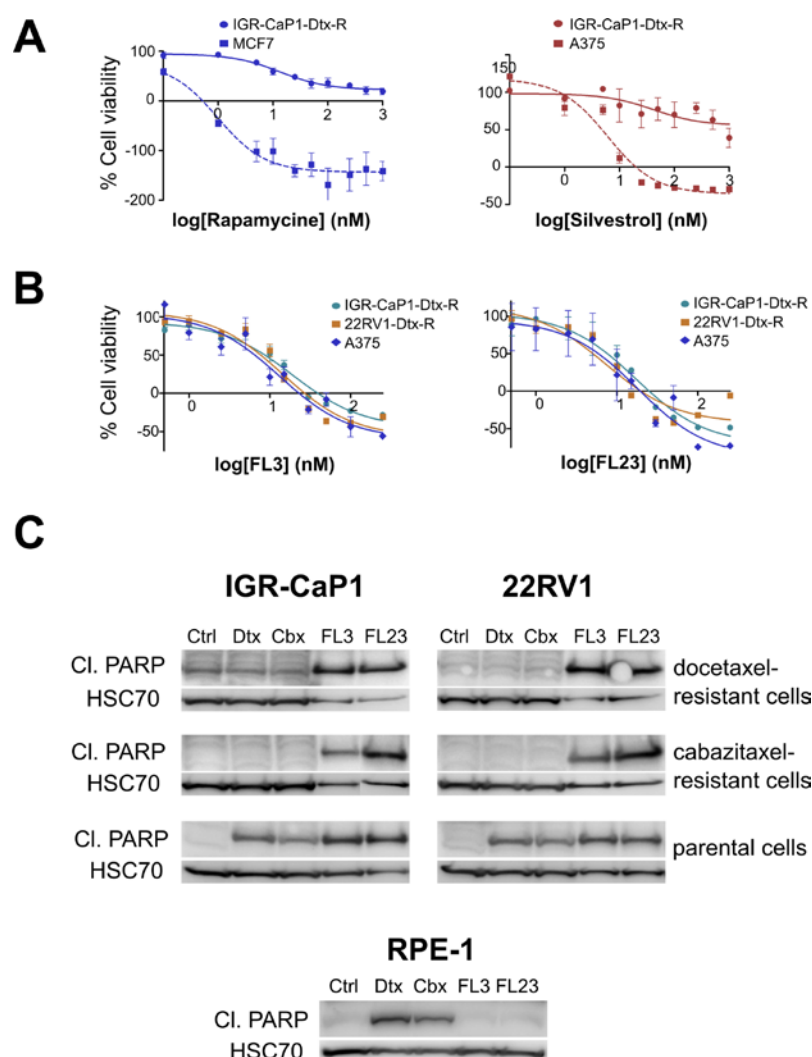 A
IGR-CaP1-Dtx-R
MCF7
% Cell viability
100
0
-100
-200
0
1
2
3
log[Rapamycine] (nM)
IGR-CaP1-Dtx-R
A375
150
100
50
0
-50
0
1
2
3
log[Silvestrol] (nM)
B
IGR-CaP1-Dtx-R
22RV1-Dtx-R
A375
% Cell viability
100
50
0
-50
0
1
2
log[FL3] (nM)
IGR-CaP1-Dtx-R
22RV1-Dtx-R
A375
100
50
0
-50
0
1
2
log[FL23] (nM)
C
IGR-CaP1 22RV1
Ctrl Dtx Cbx FL3 FL23 Ctrl Dtx Cbx FL3 FL23
Cl. PARP docetaxel-
HSC70 resistant cells
Cl. PARP cabazitaxel-
HSC70 resistant cells
Cl. PARP parental cells
HSC70
RPE-1
Ctrl Dtx Cbx FL3 FL23
Cl. PARP
HSC70